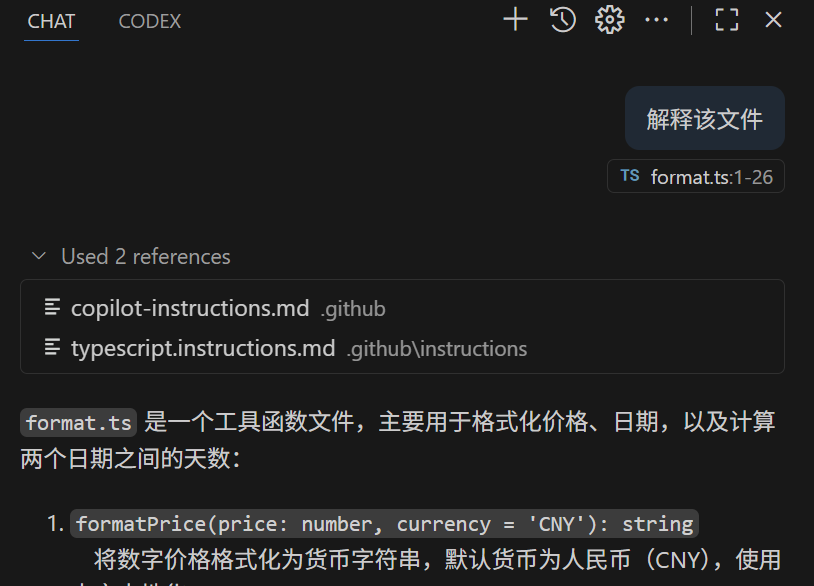 CHAT CODEX
解释该文件
TS format.ts:1-26
Used 2 references
copilot-instructions.md .github
typescript.instructions.md .github\instructions
format.ts 是一个工具函数文件，主要用于格式化价格、日期，以及计算
两个日期之间的天数：
1. formatPrice(price: number, currency = 'CNY'): string
将数字价格格式化为货币字符串，默认货币为人民币（CNY），使用